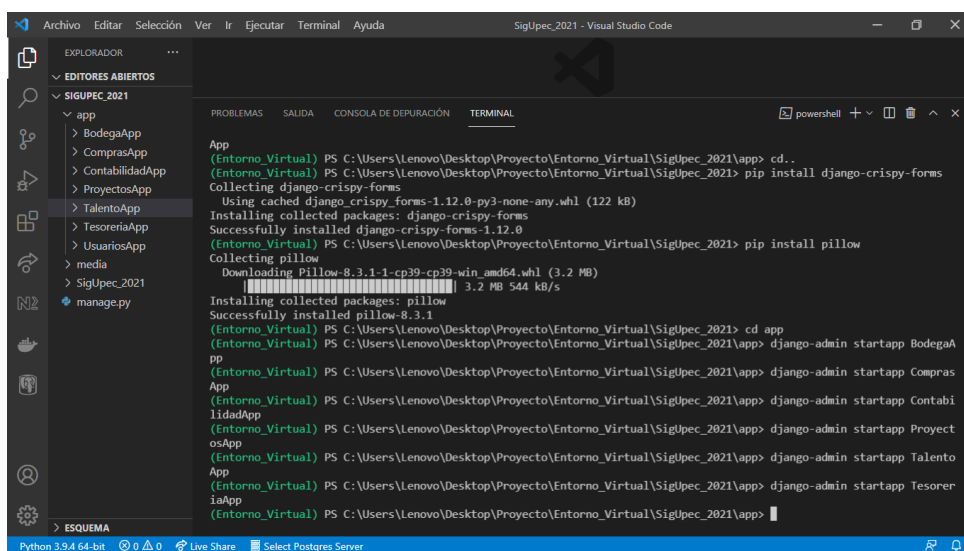 Archivo Editar Selección Ver Ir Ejecutar Terminal Ayuda SigUpec_2021 - Visual Studio Code
EXPLORADOR ...
EDITORES ABIERTOS
SIGUPEC_2021
app
BodegaApp
ComprasApp
ContabilidadApp
ProyectosApp
TalentoApp
TesoreriaApp
UsuariosApp
media
SigUpec_2021
manage.py
ESQUEMA
PROBLEMAS SALIDA CONSOLA DE DEPURACIÓN TERMINAL powershell
App
(Entorno_Virtual) PS C:\Users\Lenovo\Desktop\Proyecto\Entorno_Virtual\SigUpec_2021\app> cd..
(Entorno_Virtual) PS C:\Users\Lenovo\Desktop\Proyecto\Entorno_Virtual\SigUpec_2021> pip install django-crispy-forms
Collecting django-crispy-forms
Using cached django_crispy_forms-1.12.0-py3-none-any.whl (122 kB)
Installing collected packages: django-crispy-forms
Successfully installed django-crispy-forms-1.12.0
(Entorno_Virtual) PS C:\Users\Lenovo\Desktop\Proyecto\Entorno_Virtual\SigUpec_2021> pip install pillow
Collecting pillow
Downloading Pillow-8.3.1-1-cp39-cp39-win_amd64.whl (3.2 MB)
| | 3.2 MB 544 kB/s
Installing collected packages: pillow
Successfully installed pillow-8.3.1
(Entorno_Virtual) PS C:\Users\Lenovo\Desktop\Proyecto\Entorno_Virtual\SigUpec_2021> cd app
(Entorno_Virtual) PS C:\Users\Lenovo\Desktop\Proyecto\Entorno_Virtual\SigUpec_2021\app> django-admin startapp BodegaA
pp
(Entorno_Virtual) PS C:\Users\Lenovo\Desktop\Proyecto\Entorno_Virtual\SigUpec_2021\app> django-admin startapp Compras
App
(Entorno_Virtual) PS C:\Users\Lenovo\Desktop\Proyecto\Entorno_Virtual\SigUpec_2021\app> django-admin startapp Contabi
lidadApp
(Entorno_Virtual) PS C:\Users\Lenovo\Desktop\Proyecto\Entorno_Virtual\SigUpec_2021\app> django-admin startapp Proyect
osApp
(Entorno_Virtual) PS C:\Users\Lenovo\Desktop\Proyecto\Entorno_Virtual\SigUpec_2021\app> django-admin startapp Talento
App
(Entorno_Virtual) PS C:\Users\Lenovo\Desktop\Proyecto\Entorno_Virtual\SigUpec_2021\app> django-admin startapp Tesorer
iaApp
(Entorno_Virtual) PS C:\Users\Lenovo\Desktop\Proyecto\Entorno_Virtual\SigUpec_2021\app>
Python 3.9.4 64-bit 0 0 Live Share Select Postgres Server